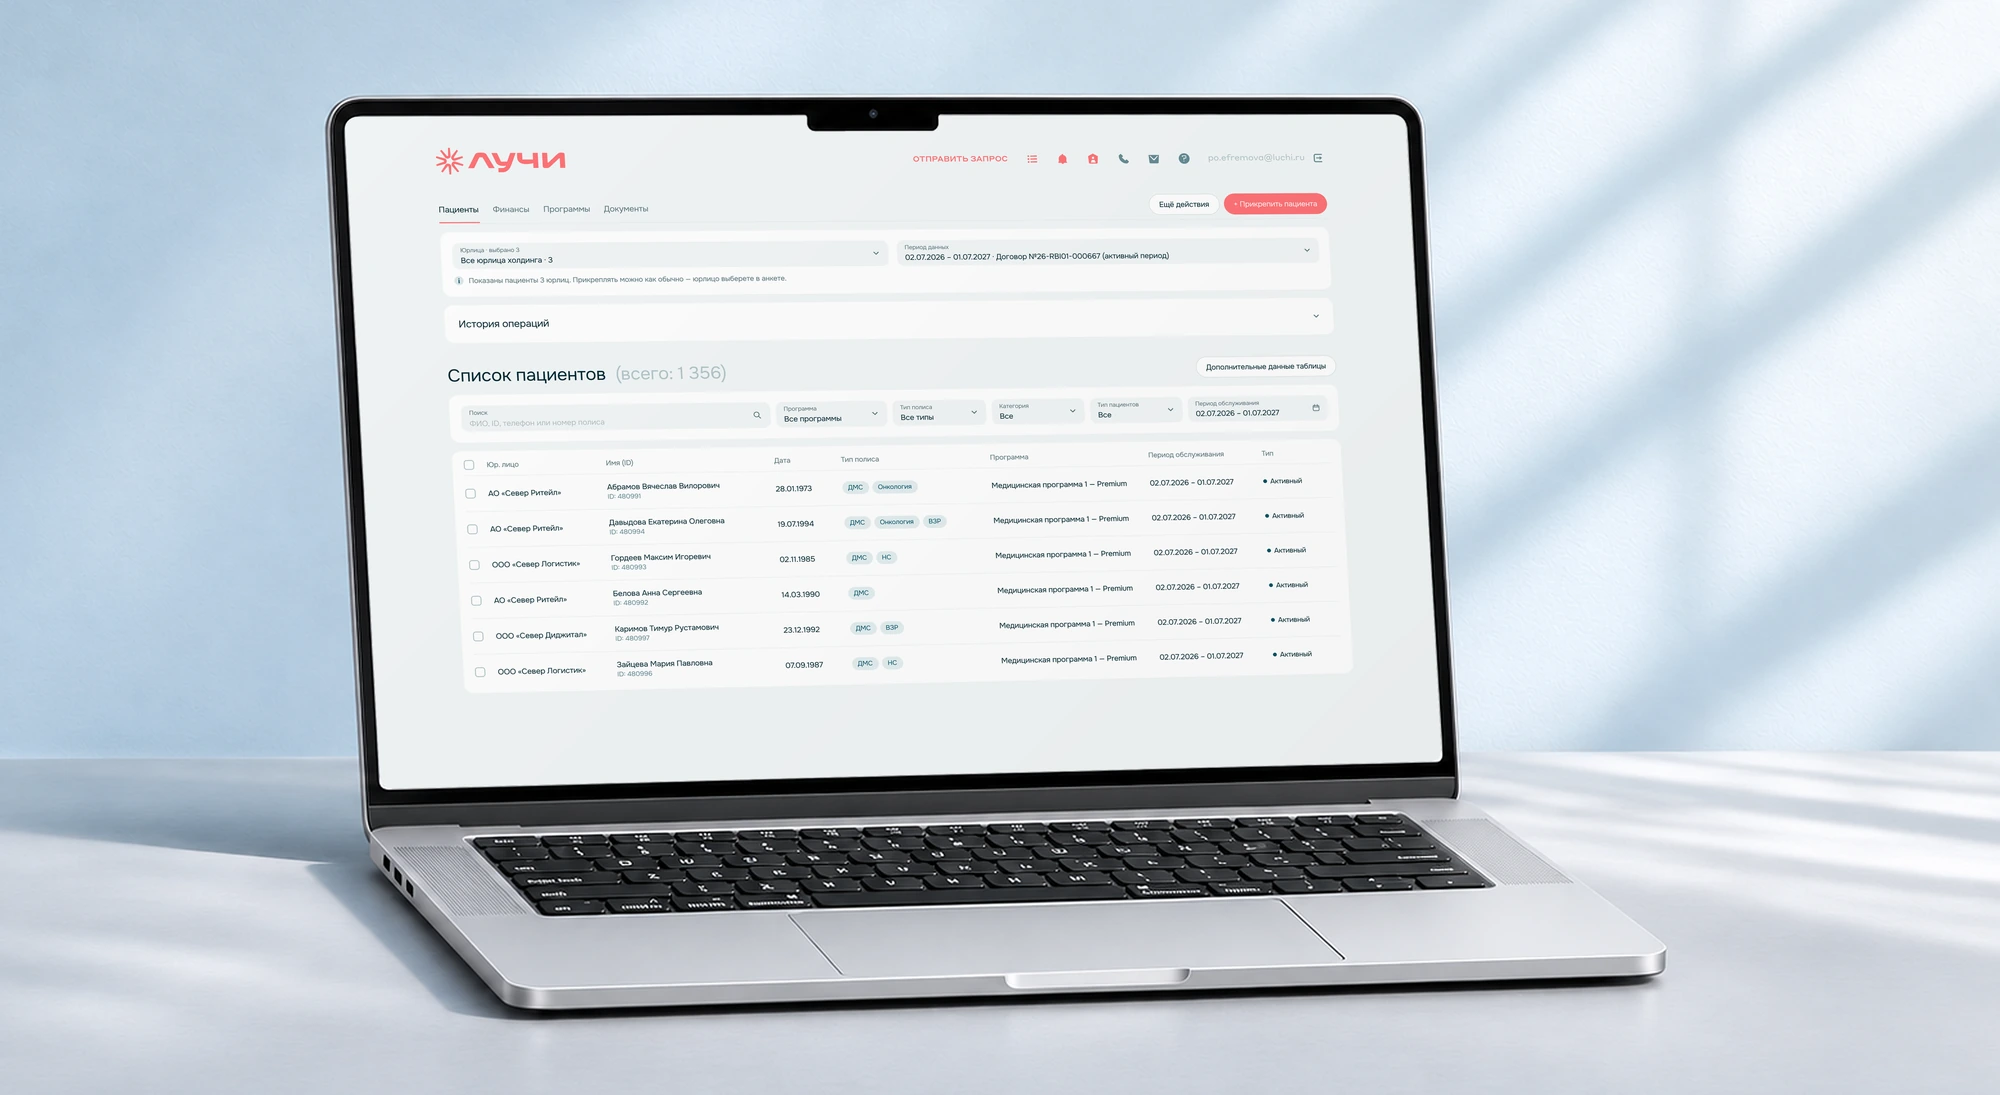 ЛУЧИ
ОТПРАВИТЬ ЗАПРОС
po.efremova@luchi.ru
Пациенты Финансы Программы Документы
Ещё действия
+ Прикрепить пациента
Юрлица · выбрано 3
Все юрлица холдинга · 3
Период данных
02.07.2026 – 01.07.2027 · Договор №26-RBI01-000667 (активный период)
Показаны пациенты 3 юрлиц. Прикреплять можно как обычно — юрлицо выберете в анкете.
История операций
Список пациентов (всего: 1 356)
Дополнительные данные таблицы
Поиск
ФИО, ID, телефон или номер полиса
Программа
Все программы
Тип полиса
Все типы
Категория
Все
Тип пациентов
Все
Период обслуживания
02.07.2026 – 01.07.2027
Юр. лицо Имя (ID) Дата Тип полиса Программа Период обслуживания Тип
АО «Север Ритейл» Абрамов Вячеслав Вилорович 28.01.1973 ДМС Онкология Медицинская программа 1 — Premium 02.07.2026 – 01.07.2027 Активный
ID: 480991
АО «Север Ритейл» Давыдова Екатерина Олеговна 19.07.1994 ДМС Онкология ВЗР Медицинская программа 1 — Premium 02.07.2026 – 01.07.2027 Активный
ID: 480994
ООО «Север Логистик» Гордеев Максим Игоревич 02.11.1985 ДМС НС Медицинская программа 1 — Premium 02.07.2026 – 01.07.2027 Активный
ID: 480993
АО «Север Ритейл» Белова Анна Сергеевна 14.03.1990 ДМС Медицинская программа 1 — Premium 02.07.2026 – 01.07.2027 Активный
ID: 480992
ООО «Север Диджитал» Каримов Тимур Рустамович 23.12.1992 ДМС ВЗР Медицинская программа 1 — Premium 02.07.2026 – 01.07.2027 Активный
ID: 480997
ООО «Север Логистик» Зайцева Мария Павловна 07.09.1987 ДМС НС Медицинская программа 1 — Premium 02.07.2026 – 01.07.2027 Активный
ID: 480996